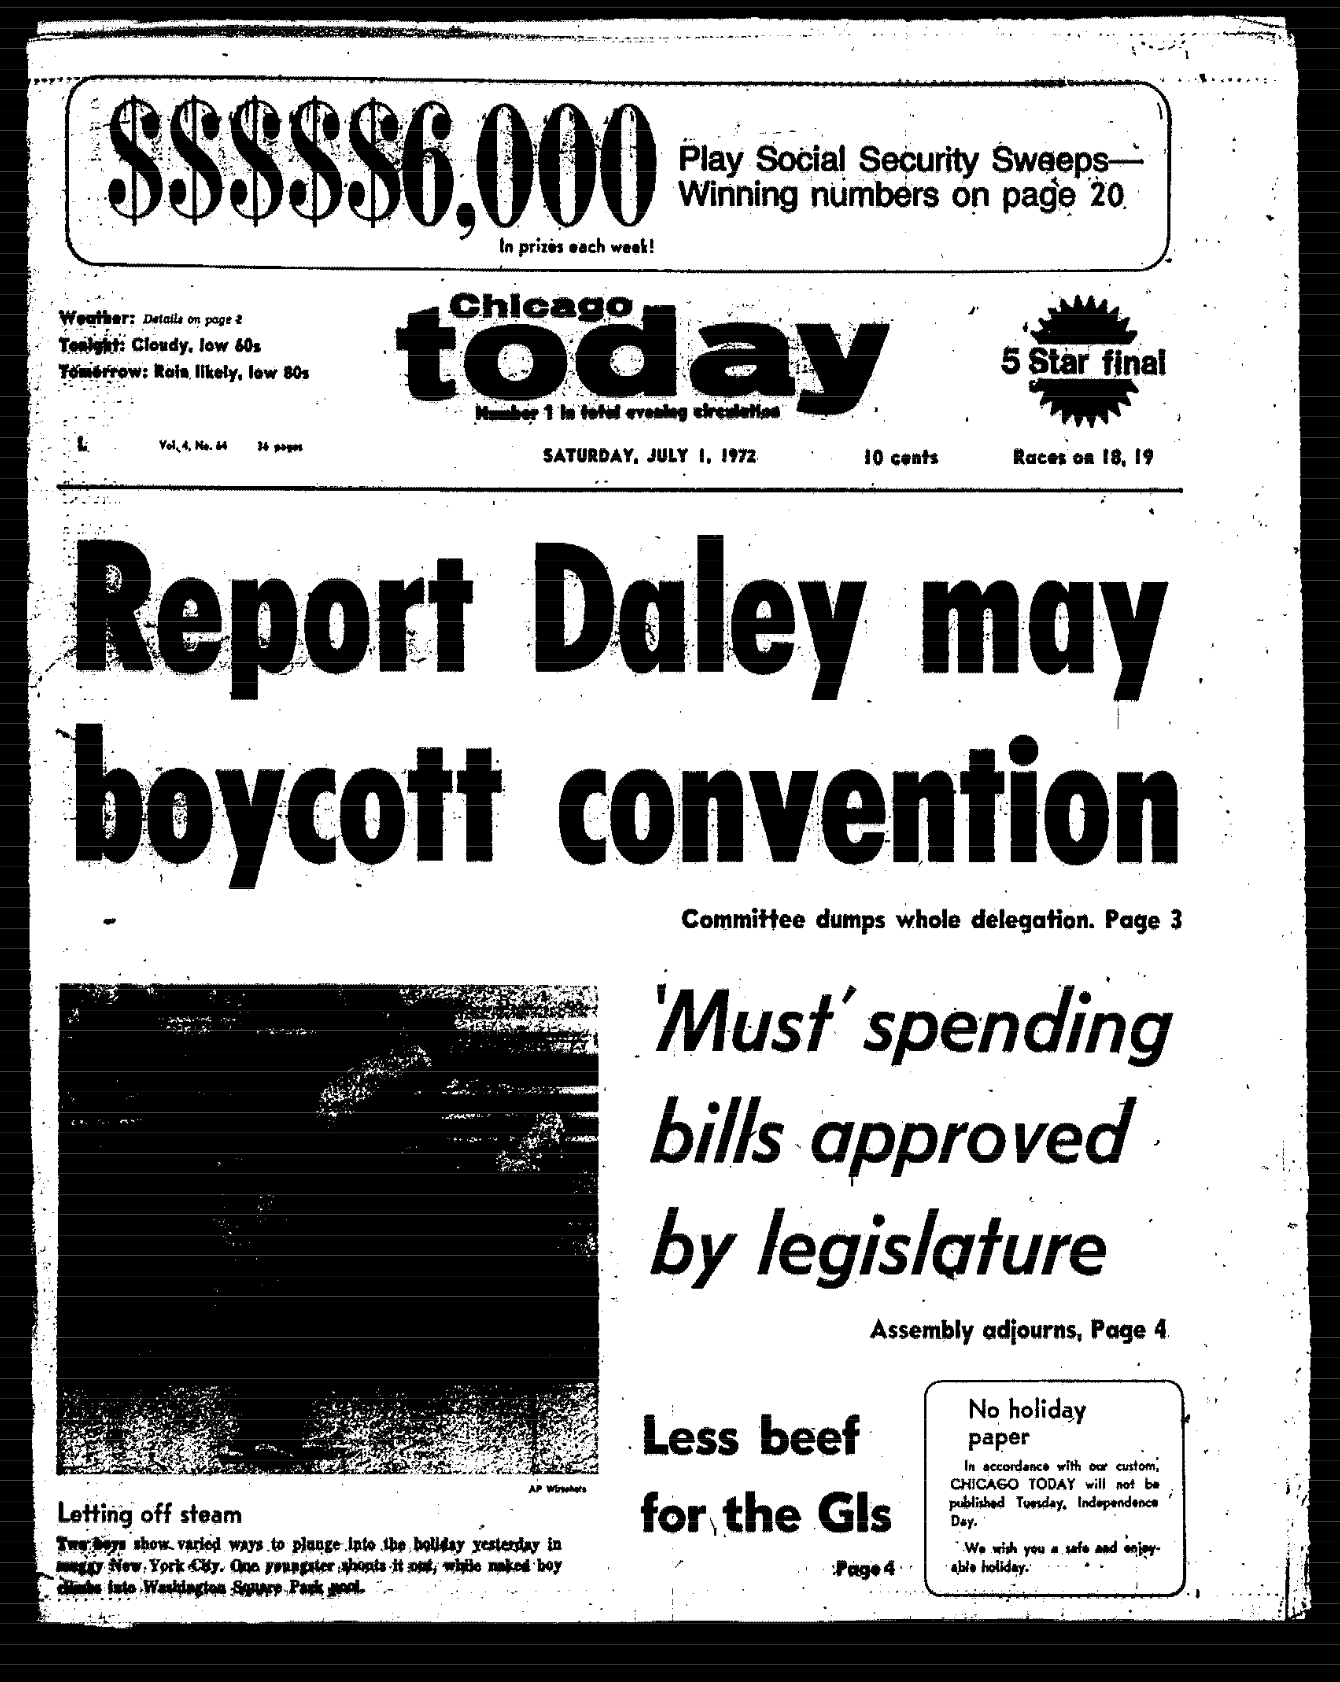 $$$$$6,000
Play Social Security Sweeps—
Winning numbers on page 20
In prizes each week!
Weather: Details on page 2
Tonight: Cloudy, low 60s
Tomorrow: Rain likely, low 80s
L
Vol. 4, No. 64 36 pages
Chicago
today
Number 1 in total evening circulation
5 Star final
SATURDAY, JULY 1, 1972 10 cents Races on 18, 19
Report Daley may
boycott convention
Committee dumps whole delegation. Page 3
'Must' spending
bills approved
by legislature
Assembly adjourns, Page 4
AP Wirephoto
Letting off steam
Two boys show varied ways to plunge into the holiday yesterday in
muggy New York City. One youngster shouts it out, while naked boy
climbs into Washington Square Park pool.
Less beef
for the GIs
Page 4
No holiday
paper
In accordance with our custom,
CHICAGO TODAY will not be
published Tuesday, Independence
Day.
We wish you a safe and enjoy-
able holiday.